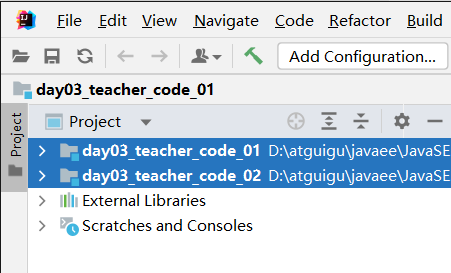 File Edit View Navigate Code Refactor Build
Add Configuration...
day03_teacher_code_01
Project
Project
day03_teacher_code_01 D:\atguigu\javaee\JavaSE
day03_teacher_code_02 D:\atguigu\javaee\JavaSE
External Libraries
Scratches and Consoles